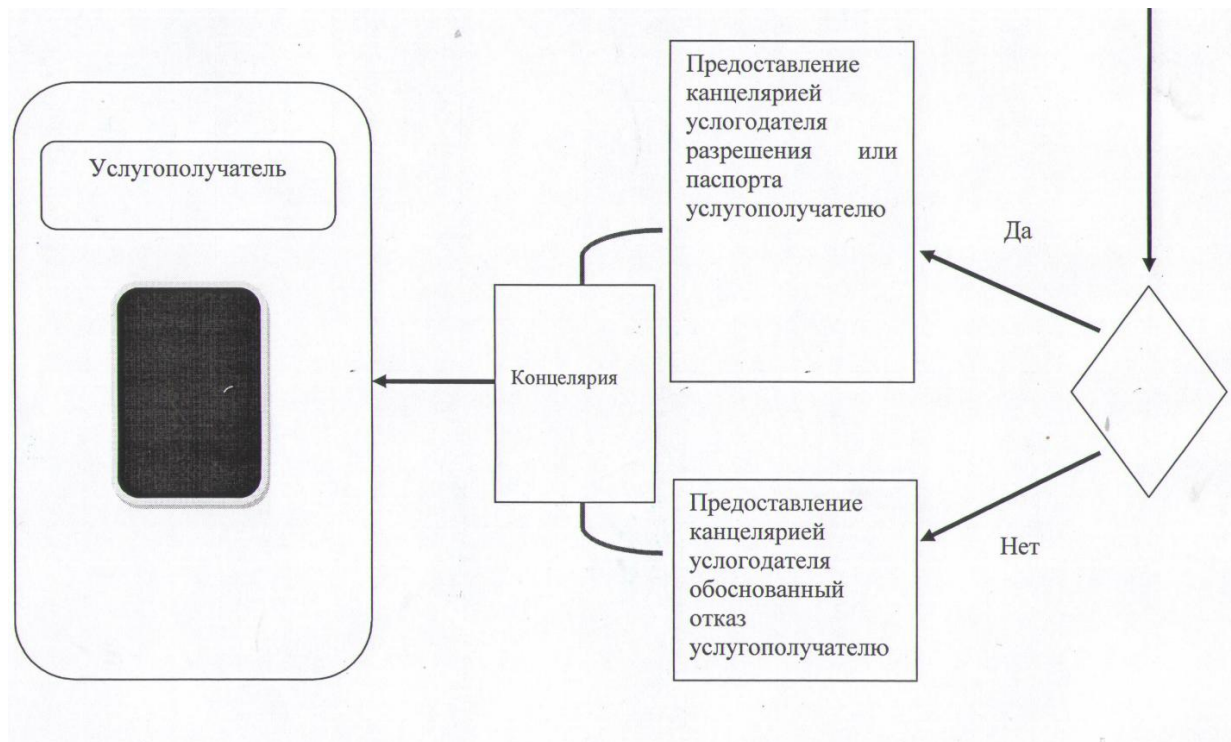 Услугополучатель
Концелярия
Предоставление
канцелярией
услогодателя
разрешения или
паспорта
услугополучателю
Предоставление
канцелярией
услогодателя
обоснованный
отказ
услугополучателю
Да
Нет